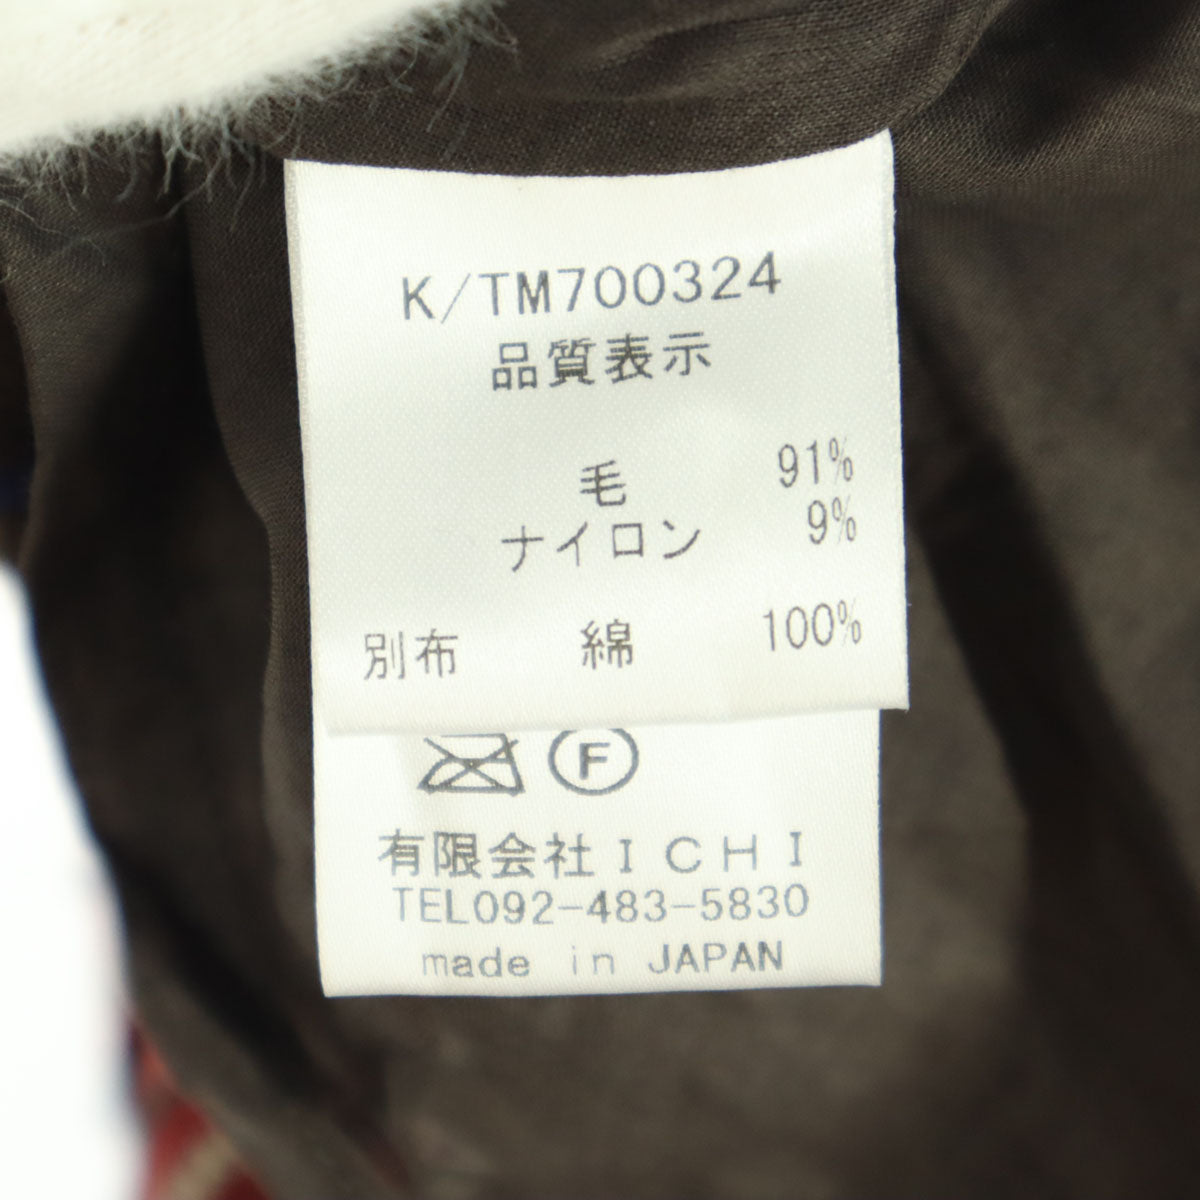 K/TM700324
品質表示
毛 91%
ナイロン 9%
別布 綿 100%
F
有限会社ICHI
TEL092-483-5830
made in JAPAN